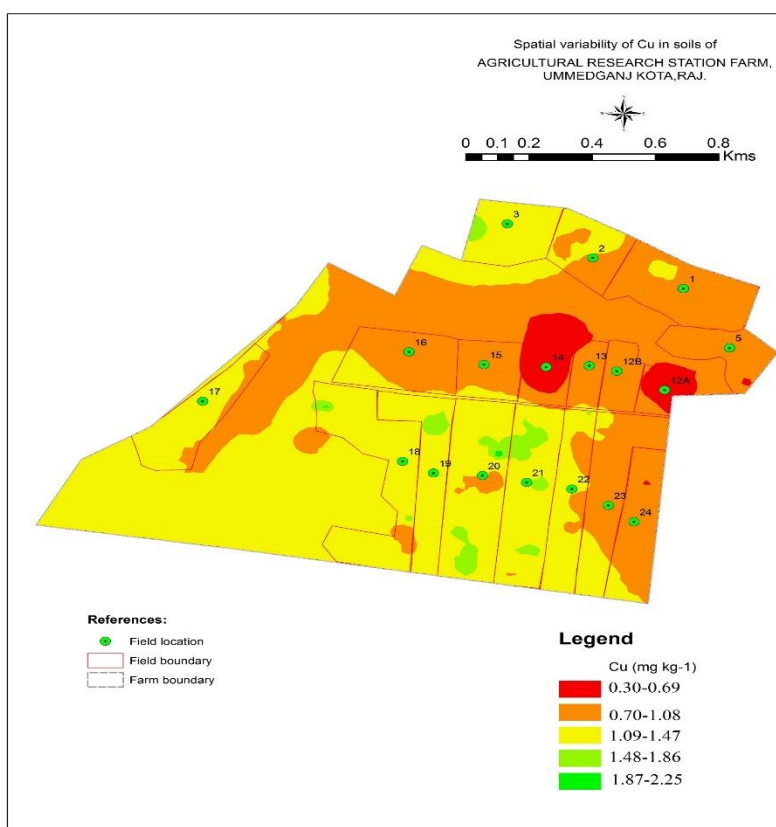 Spatial variability of Cu in soils of
AGRICULTURAL RESEARCH STATION FARM,
UMMEDGANJ KOTA,RAJ.
0 0.1 0.2 0.4 0.6 0.8
Kms
3
2
1
5
16
15
14
13
12B
12A
17
18
19
20
21
22
23
24
References:
Field location
Field boundary
Farm boundary
Legend
Cu (mg kg-1)
0.30-0.69
0.70-1.08
1.09-1.47
1.48-1.86
1.87-2.25